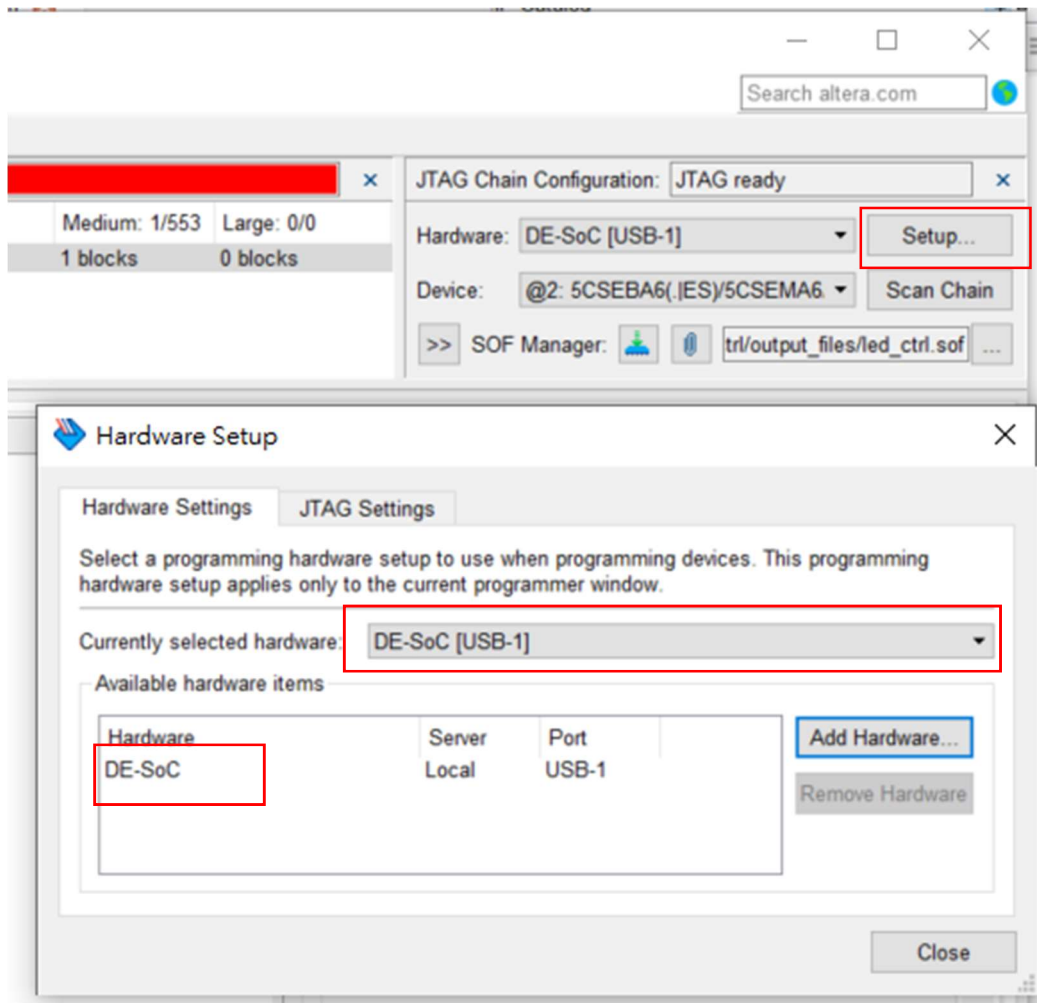 Search altera.com
JTAG Chain Configuration: JTAG ready
Medium: 1/553 Large: 0/0
1 blocks 0 blocks
Hardware: DE-SoC [USB-1] Setup...
Device: @2: 5CSEBA6(.|ES)/5CSEMA6. Scan Chain
>> SOF Manager: trl/output_files/led_ctrl.sof ...
Hardware Setup
Hardware Settings JTAG Settings
Select a programming hardware setup to use when programming devices. This programming
hardware setup applies only to the current programmer window.
Currently selected hardware: DE-SoC [USB-1]
Available hardware items
Hardware Server Port
DE-SoC Local USB-1
Add Hardware...
Remove Hardware
Close